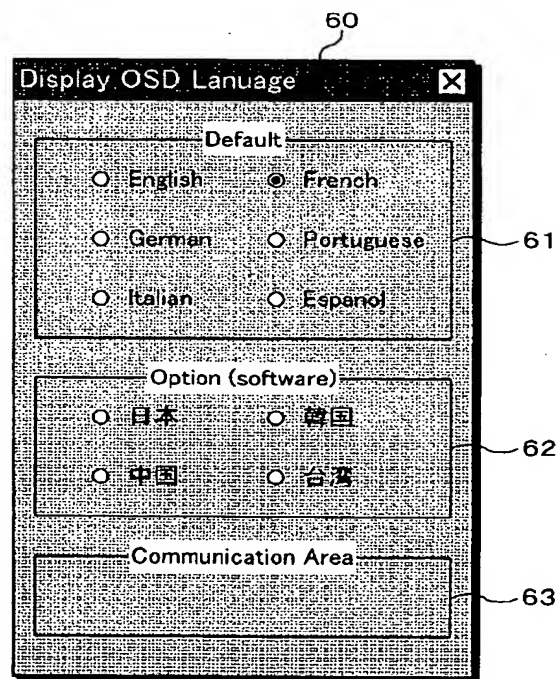 60
Display OSD Lanuage
Default
English French
German Portuguese
61
Italian Espanol
Option (software)
日本 韓国
62
中国 台湾
Communication Area
63